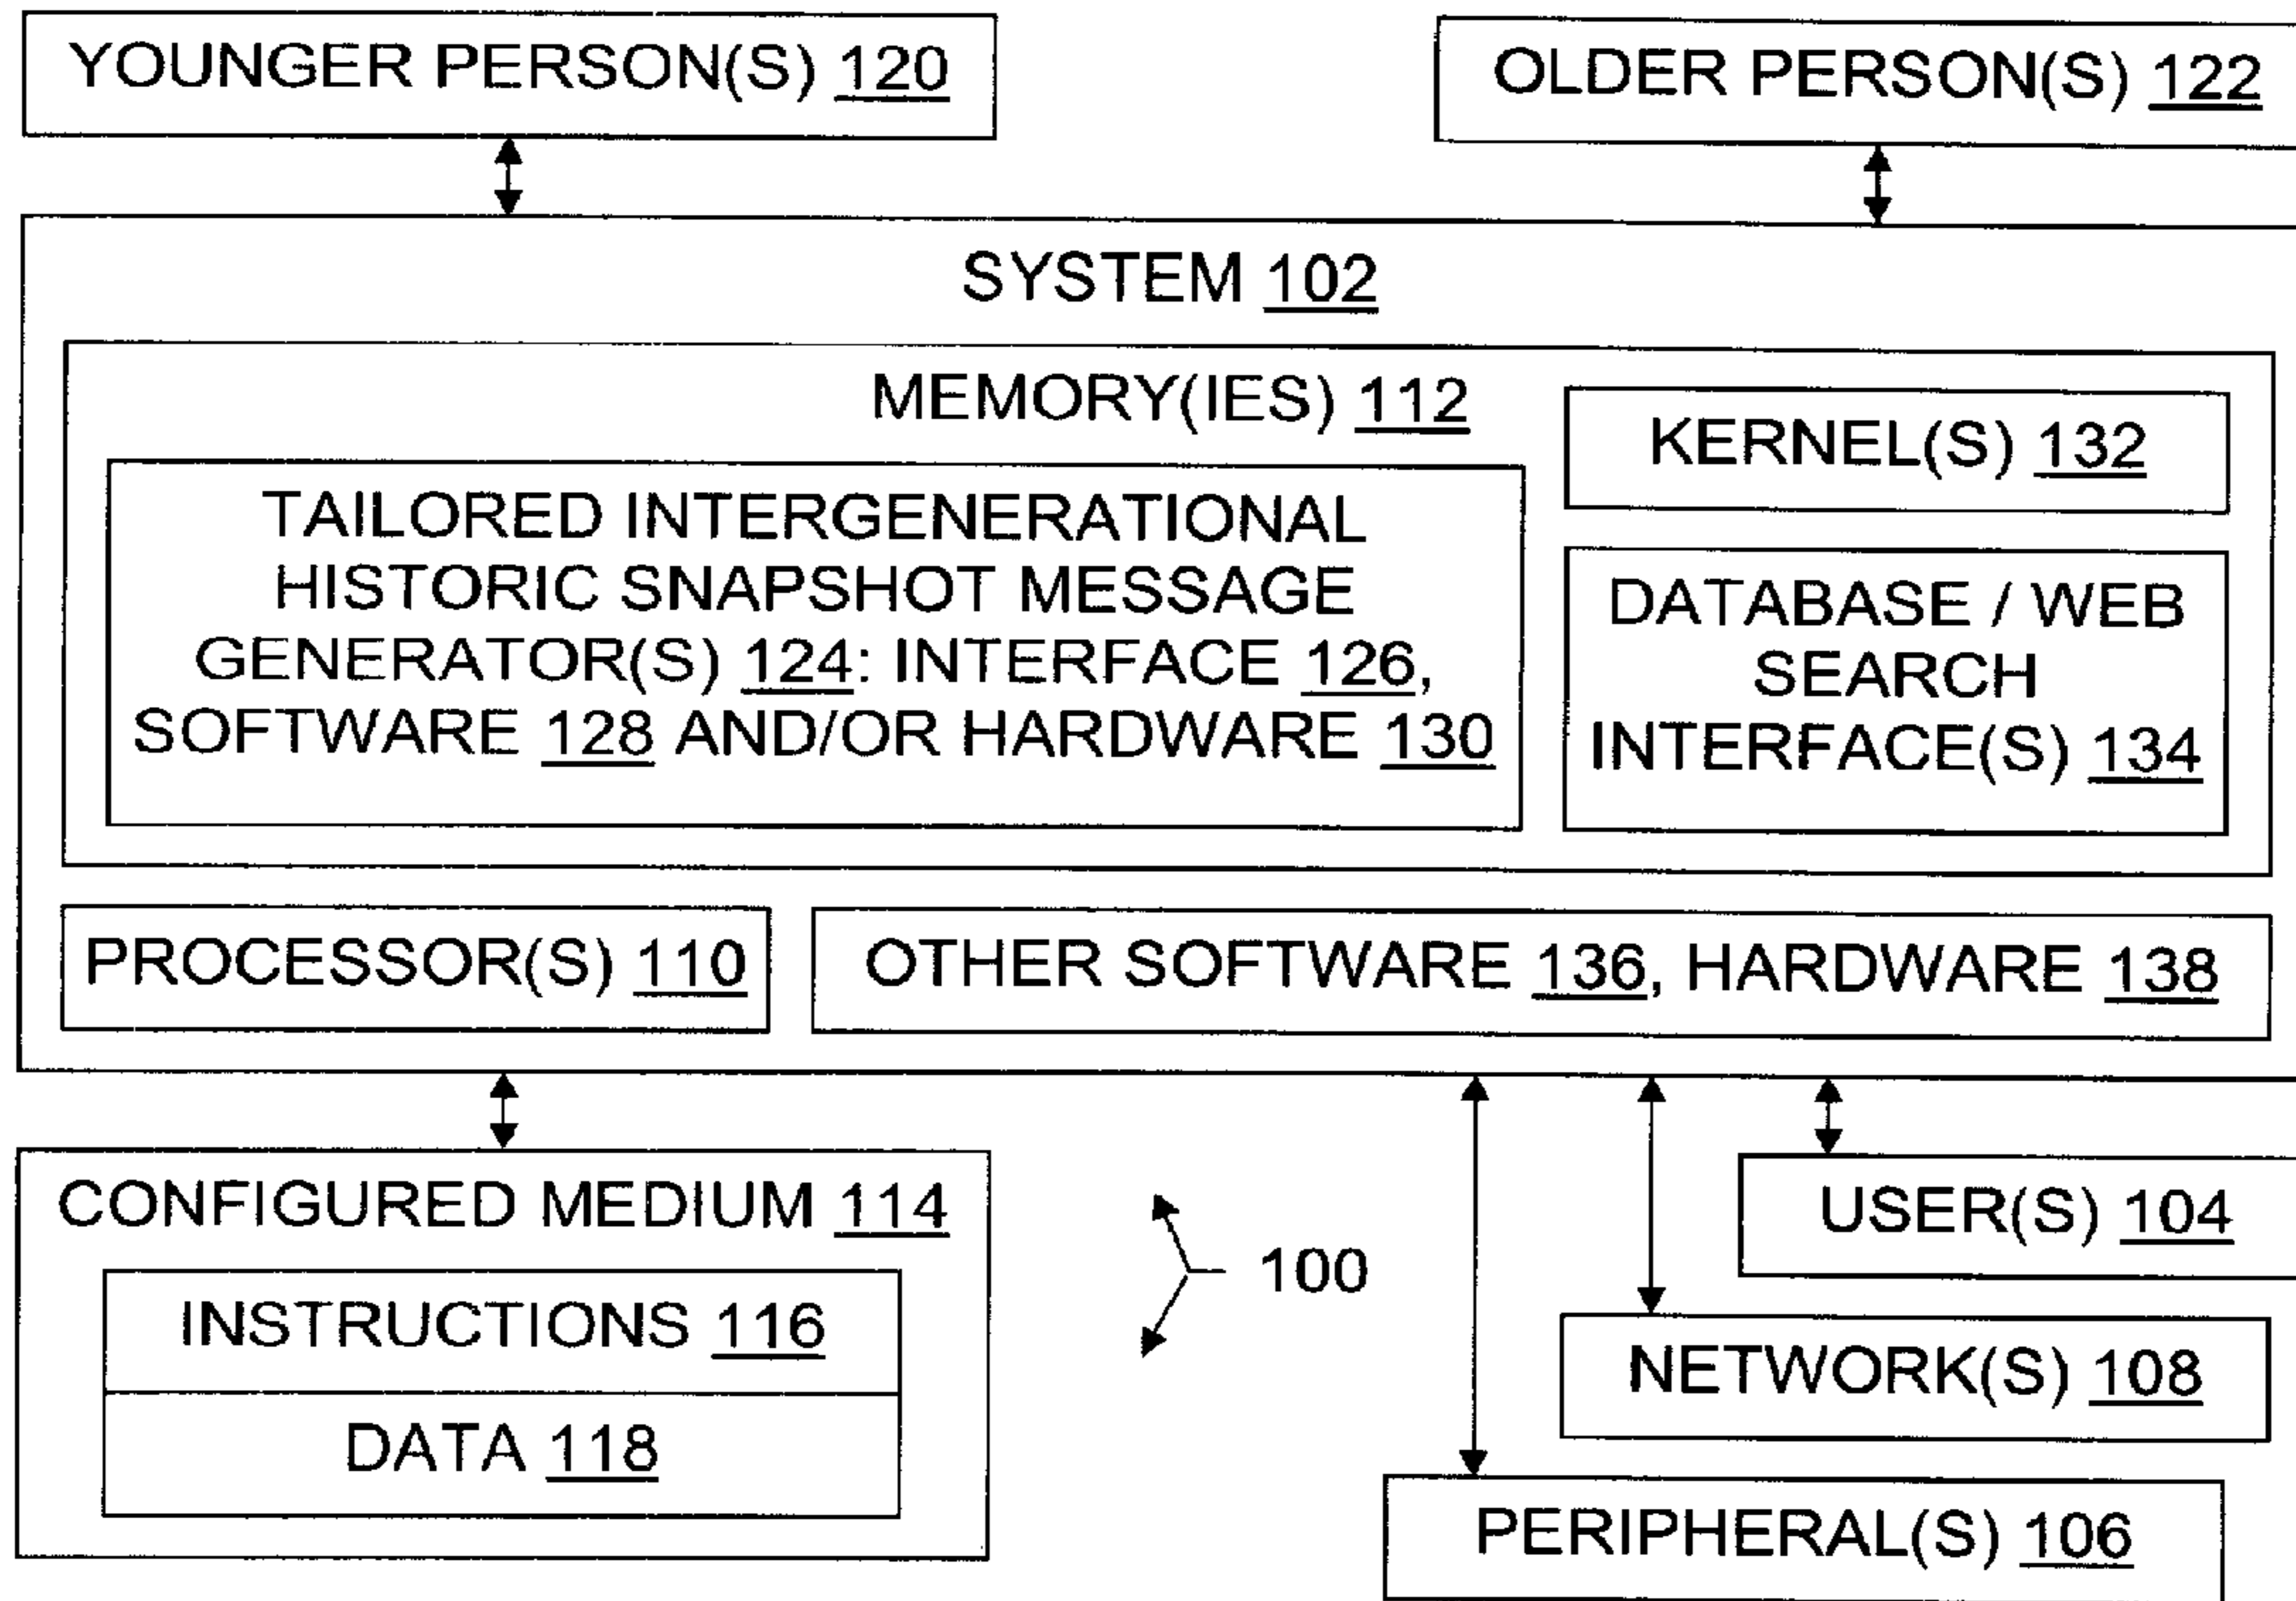 YOUNGER PERSON(S) 120
OLDER PERSON(S) 122
SYSTEM 102
MEMORY(IES) 112
TAILORED INTERGENERATIONAL
HISTORIC SNAPSHOT MESSAGE
GENERATOR(S) 124: INTERFACE 126,
SOFTWARE 128 AND/OR HARDWARE 130
KERNEL(S) 132
DATABASE / WEB
SEARCH
INTERFACE(S) 134
PROCESSOR(S) 110
OTHER SOFTWARE 136, HARDWARE 138
CONFIGURED MEDIUM 114
INSTRUCTIONS 116
DATA 118
100
USER(S) 104
NETWORK(S) 108
PERIPHERAL(S) 106